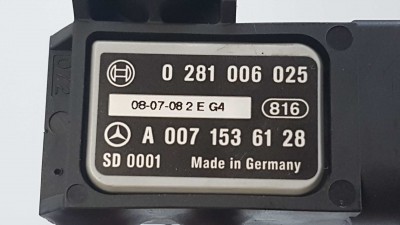 0 281 006 025
08-07-08 2 E G4
816
A 007 153 61 28
SD 0001 Made in Germany